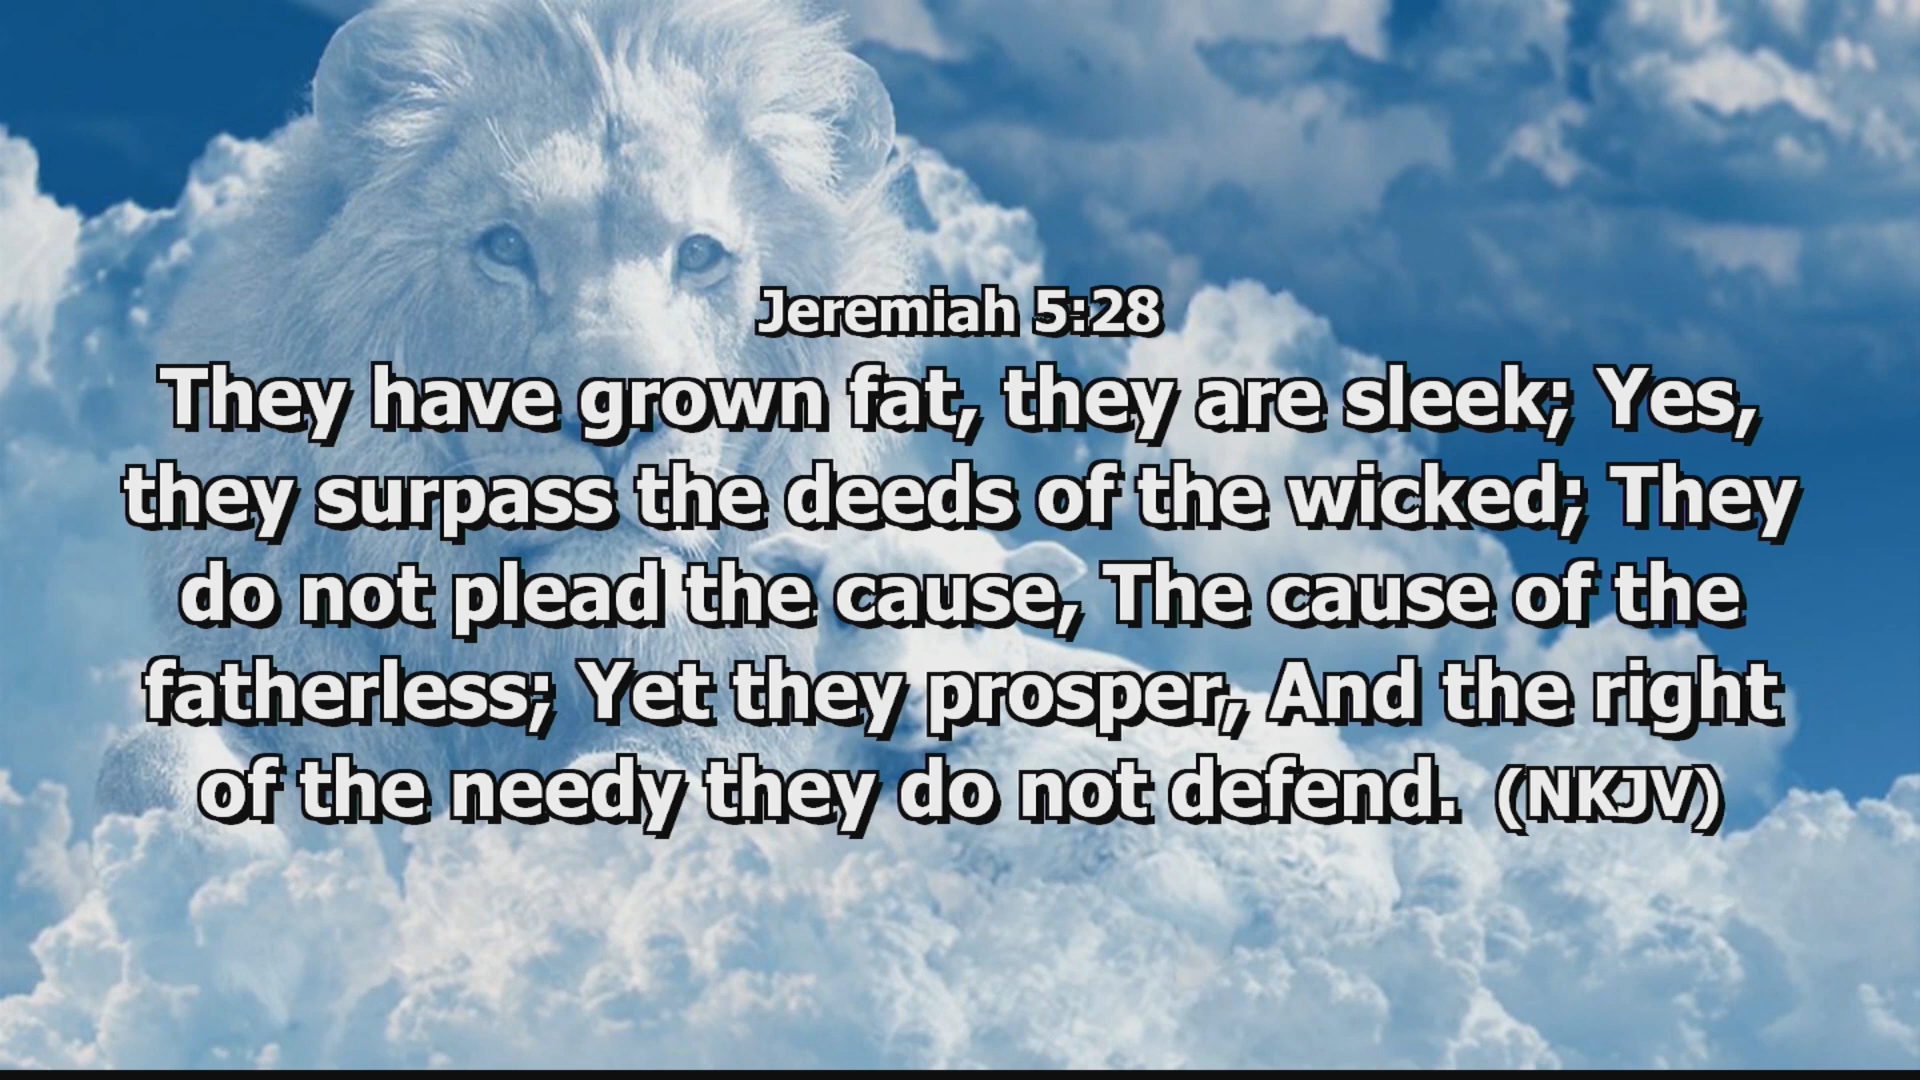 Jeremiah 5:28
They have grown fat, they are sleek; Yes,
they surpass the deeds of the wicked; They
do not plead the cause, The cause of the
fatherless; Yet they prosper, And the right
of the needy they do not defend. (NKJV)